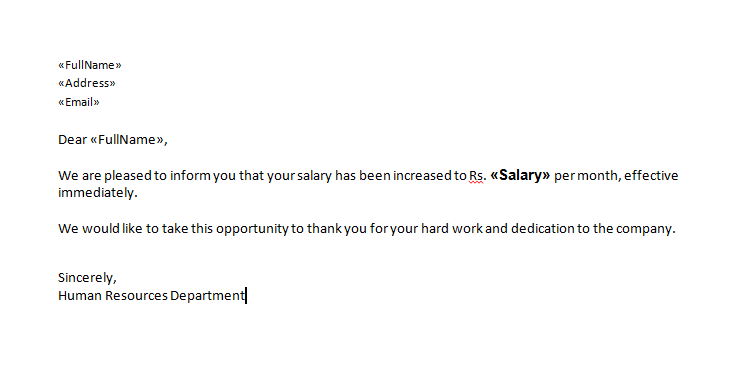 «FullName»
«Address»
«Email»
Dear «FullName»,
We are pleased to inform you that your salary has been increased to Rs. «Salary» per month, effective
immediately.
We would like to take this opportunity to thank you for your hard work and dedication to the company.
Sincerely,
Human Resources Department